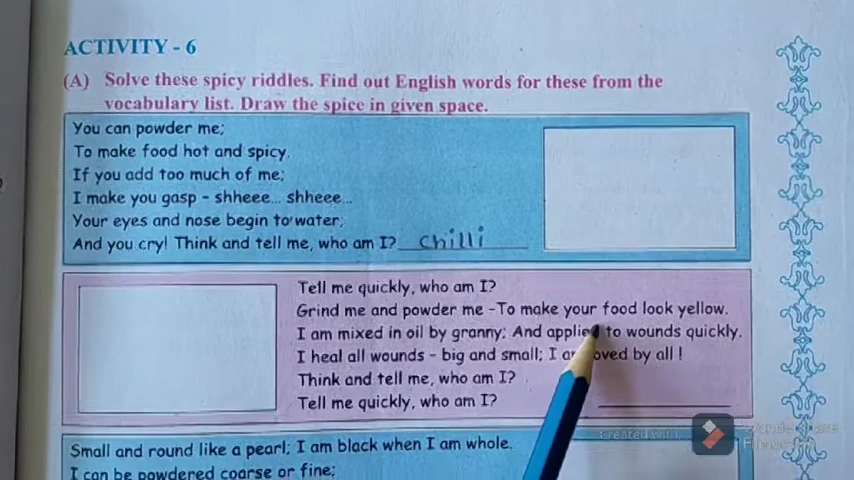 ACTIVITY - 6
(A) Solve these spicy riddles. Find out English words for these from the
vocabulary list. Draw the spice in given space.
You can powder me;
To make food hot and spicy.
If you add too much of me;
I make you gasp - shheee... shheee...
Your eyes and nose begin to water;
And you cry! Think and tell me, who am I? chilli
Tell me quickly, who am I?
Grind me and powder me -To make your food look yellow.
I am mixed in oil by granny; And applied to wounds quickly.
I heal all wounds - big and small; I by all !
Think and tell me, who am I?
Tell me quickly, who am I?
Created with
Small and round like a pearl; I am black when I am whole.
I can be powdered coarse or fine;